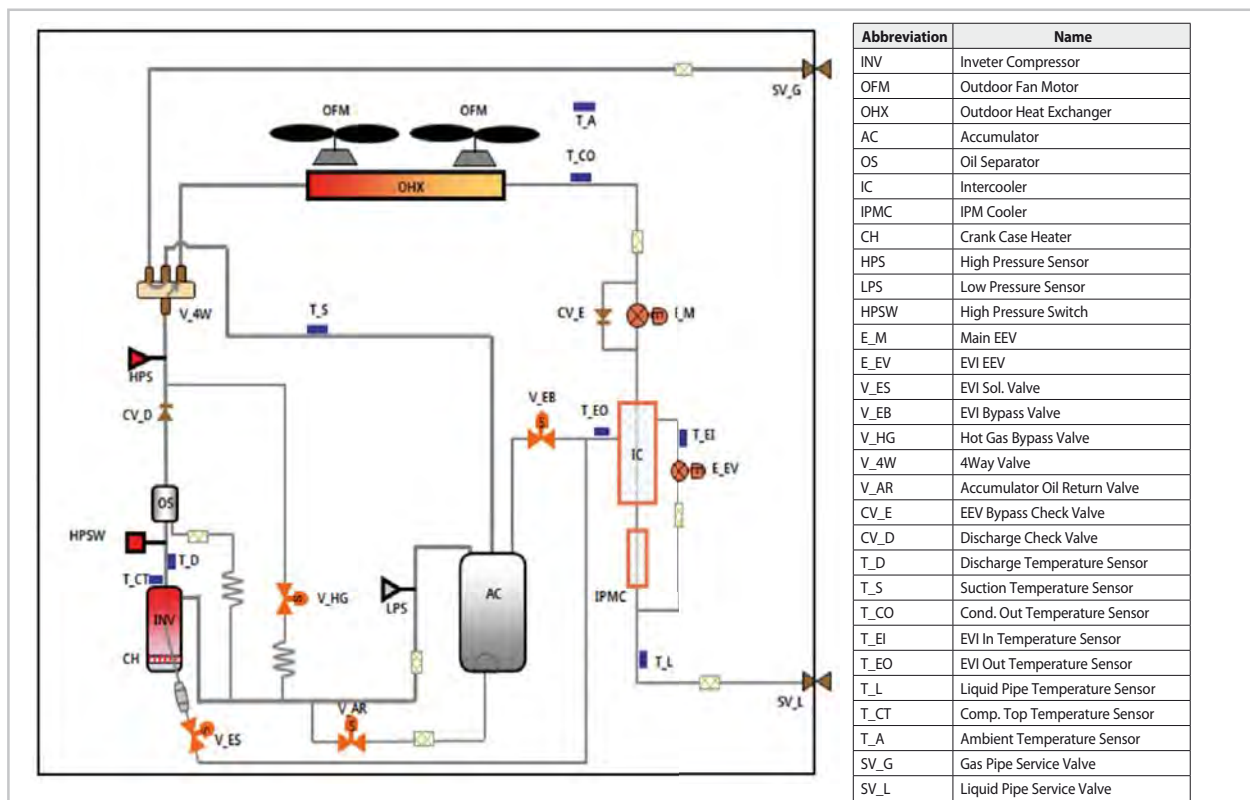 SV_G
OFM
OFM
T_A
T_CO
OHX
V_4W
T_S
CV_E
E_M
HPS
CV_D
V_EB
T_EO
T_EI
IC
E_EV
OS
HPSW
T_D
T_CT
V_HG
LPS
AC
IPMC
INV
CH
T_L
V_AR
V_ES
SV_L
S
S
S
S
E
E
Abbreviation Name
INV Inveter Compressor
OFM Outdoor Fan Motor
OHX Outdoor Heat Exchanger
AC Accumulator
OS Oil Separator
IC Intercooler
IPMC IPM Cooler
CH Crank Case Heater
HPS High Pressure Sensor
LPS Low Pressure Sensor
HPSW High Pressure Switch
E_M Main EEV
E_EV EVI EEV
V_ES EVI Sol. Valve
V_EB EVI Bypass Valve
V_HG Hot Gas Bypass Valve
V_4W 4Way Valve
V_AR Accumulator Oil Return Valve
CV_E EEV Bypass Check Valve
CV_D Discharge Check Valve
T_D Discharge Temperature Sensor
T_S Suction Temperature Sensor
T_CO Cond. Out Temperature Sensor
T_EI EVI In Temperature Sensor
T_EO EVI Out Temperature Sensor
T_L Liquid Pipe Temperature Sensor
T_CT Comp. Top Temperature Sensor
T_A Ambient Temperature Sensor
SV_G Gas Pipe Service Valve
SV_L Liquid Pipe Service Valve